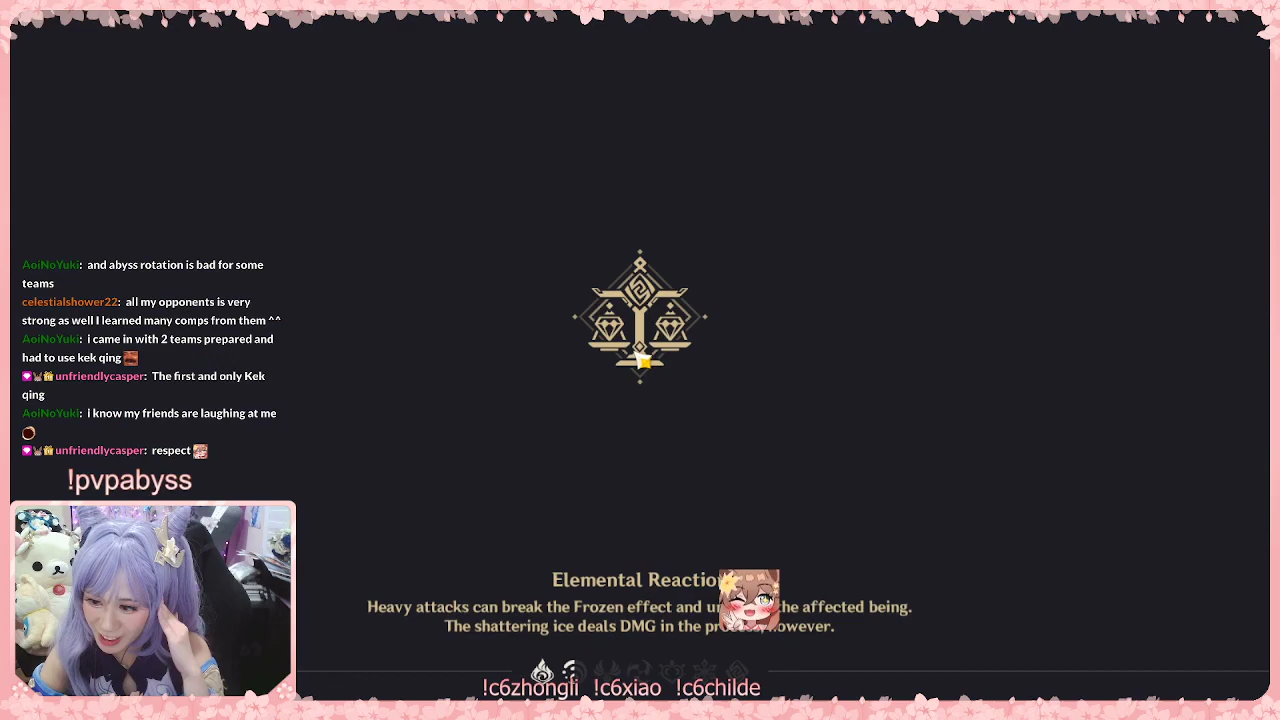 AoiNoYuki: and abyss rotation is bad for some
teams
celestialshower22: all my opponents is very
strong as well I learned many comps from them ^^
AoiNoYuki: i came in with 2 teams prepared and
had to use kek qing
unfriendlycasper: The first and only Kek
qing
AoiNoYuki: i know my friends are laughing at me
unfriendlycasper: respect
!pvpabyss
Elemental Reactio
Heavy attacks can break the Frozen effect and he affected being.
The shattering ice deals DMG in the however.
!c6zhongli !c6xiao !c6childe